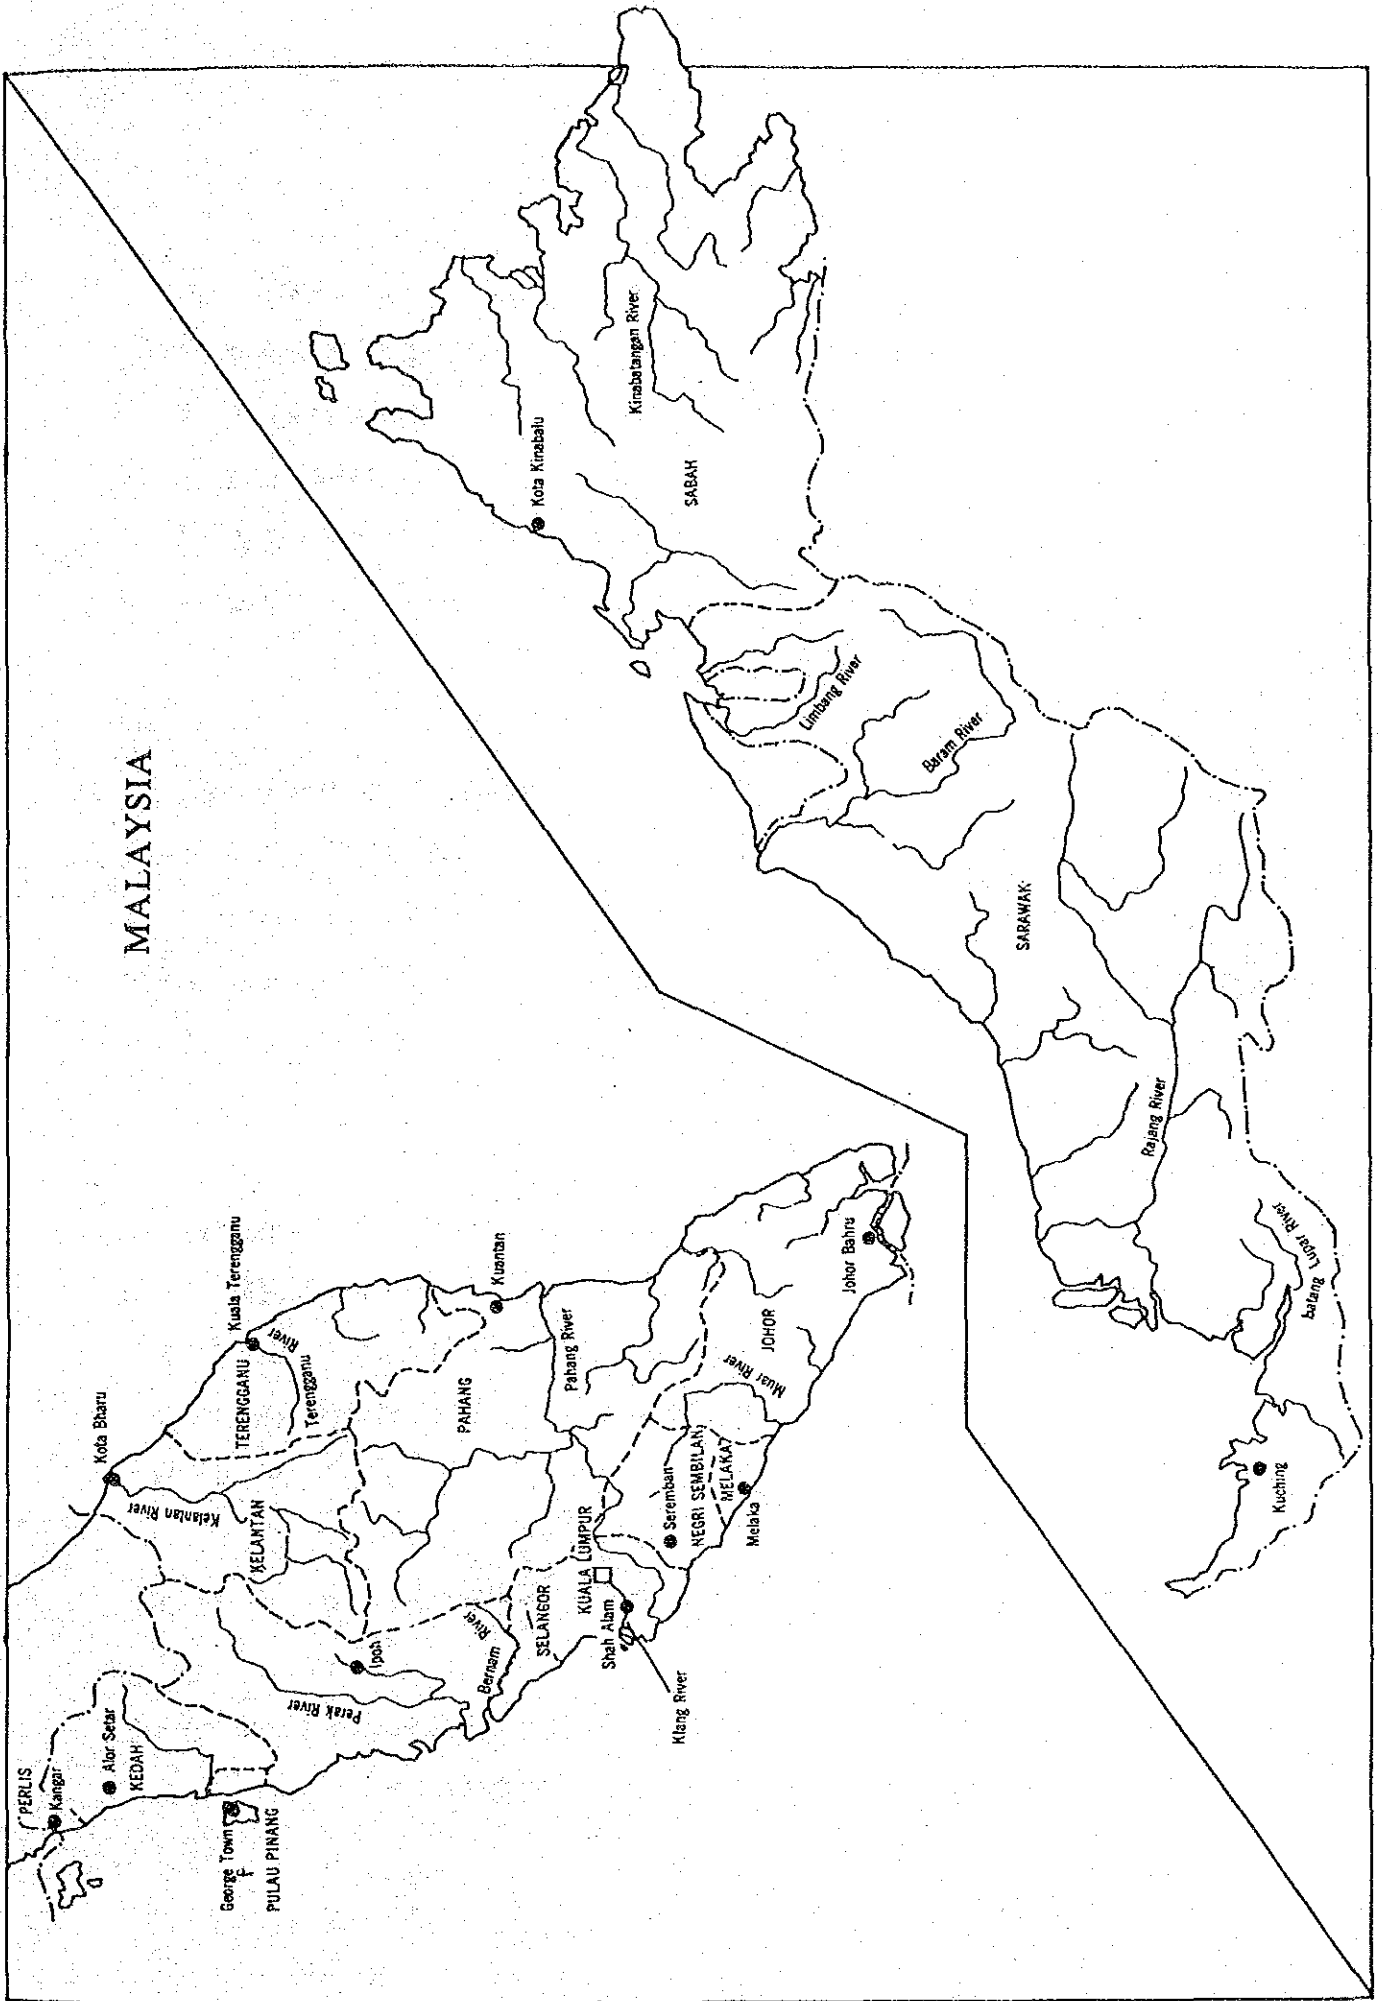 MALAYSIA
PERLIS
Kangar
Alor Setar
KEDAH
George Town
PULAU PINANG
Perak River
Ipoh
Bernam
River
SELANGOR
KUALA LUMPUR
Shah Alam
Klang River
Kota Bharu
Kelantan River
KELANTAN
Kuala Terengganu
TERENGGANU
River
Terengganu
PAHANG
Kuantan
Pahang River
Seremban
NEGRI SEMBILAN
MELAKA
Melaka
Muar River
JOHOR
Johor Bahru
Kota Kinabalu
Kinabatangan River
SABAH
Limbang River
Baram River
SARAWAK
Rajang River
batang Lupar River
Kuching